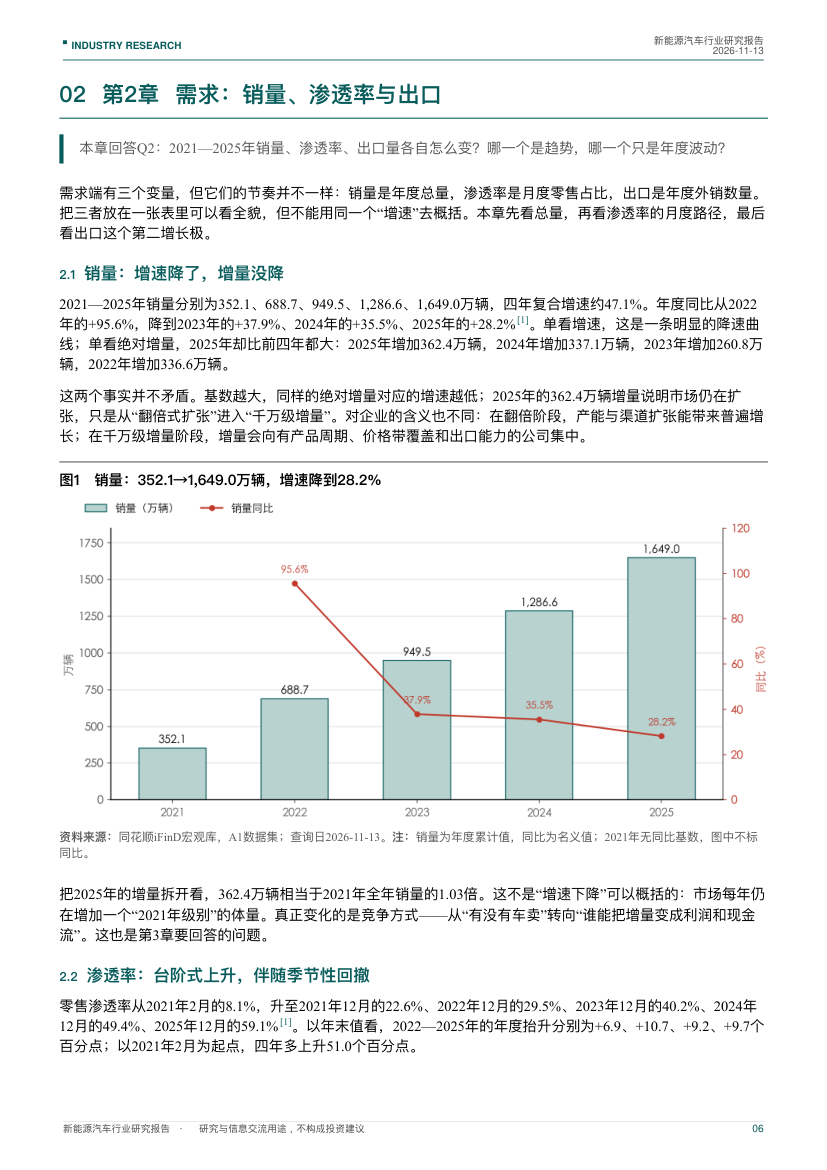 INDUSTRY RESEARCH
新能源汽车行业研究报告
2026-11-13
02 第2章 需求：销量、渗透率与出口
本章回答Q2：2021—2025年销量、渗透率、出口量各自怎么变？哪一个是趋势，哪一个只是年度波动？
需求端有三个变量，但它们的节奏并不一样：销量是年度总量，渗透率是月度零售占比，出口是年度外销数量。
把三者放在一张表里可以看全貌，但不能用同一个“增速”去概括。本章先看总量，再看渗透率的月度路径，最后
看出口这个第二增长极。
2.1 销量：增速降了，增量没降
2021—2025年销量分别为352.1、688.7、949.5、1,286.6、1,649.0万辆，四年复合增速约47.1%。年度同比从2022
年的+95.6%，降到2023年的+37.9%、2024年的+35.5%、2025年的+28.2%[1]。单看增速，这是一条明显的降速曲
线；单看绝对增量，2025年却比前四年都大：2025年增加362.4万辆，2024年增加337.1万辆，2023年增加260.8万
辆，2022年增加336.6万辆。
这两个事实并不矛盾。基数越大，同样的绝对增量对应的增速越低；2025年的362.4万辆增量说明市场仍在扩
张，只是从“翻倍式扩张”进入“千万级增量”。对企业的含义也不同：在翻倍阶段，产能与渠道扩张能带来普遍增
长；在千万级增量阶段，增量会向有产品周期、价格带覆盖和出口能力的公司集中。
图1 销量：352.1→1,649.0万辆，增速降到28.2%
销量（万辆） 销量同比
万辆
1750
1500
1250
1000
750
500
250
0
352.1
688.7
949.5
1,286.6
1,649.0
95.6%
37.9%
35.5%
28.2%
2021 2022 2023 2024 2025
120
100
80
60
40
20
0
同比（%）
资料来源：同花顺iFinD宏观库，A1数据集；查询日2026-11-13。注：销量为年度累计值，同比为名义值；2021年无同比基数，图中不标
同比。
把2025年的增量拆开看，362.4万辆相当于2021年全年销量的1.03倍。这不是“增速下降”可以概括的：市场每年仍
在增加一个“2021年级别”的体量。真正变化的是竞争方式——从“有没有车卖”转向“谁能把增量变成利润和现金
流”。这也是第3章要回答的问题。
2.2 渗透率：台阶式上升，伴随季节性回撤
零售渗透率从2021年2月的8.1%，升至2021年12月的22.6%、2022年12月的29.5%、2023年12月的40.2%、2024年
12月的49.4%、2025年12月的59.1%[1]。以年末值看，2022—2025年的年度抬升分别为+6.9、+10.7、+9.2、+9.7个
百分点；以2021年2月为起点，四年多上升51.0个百分点。
新能源汽车行业研究报告 · 研究与信息交流用途，不构成投资建议
06